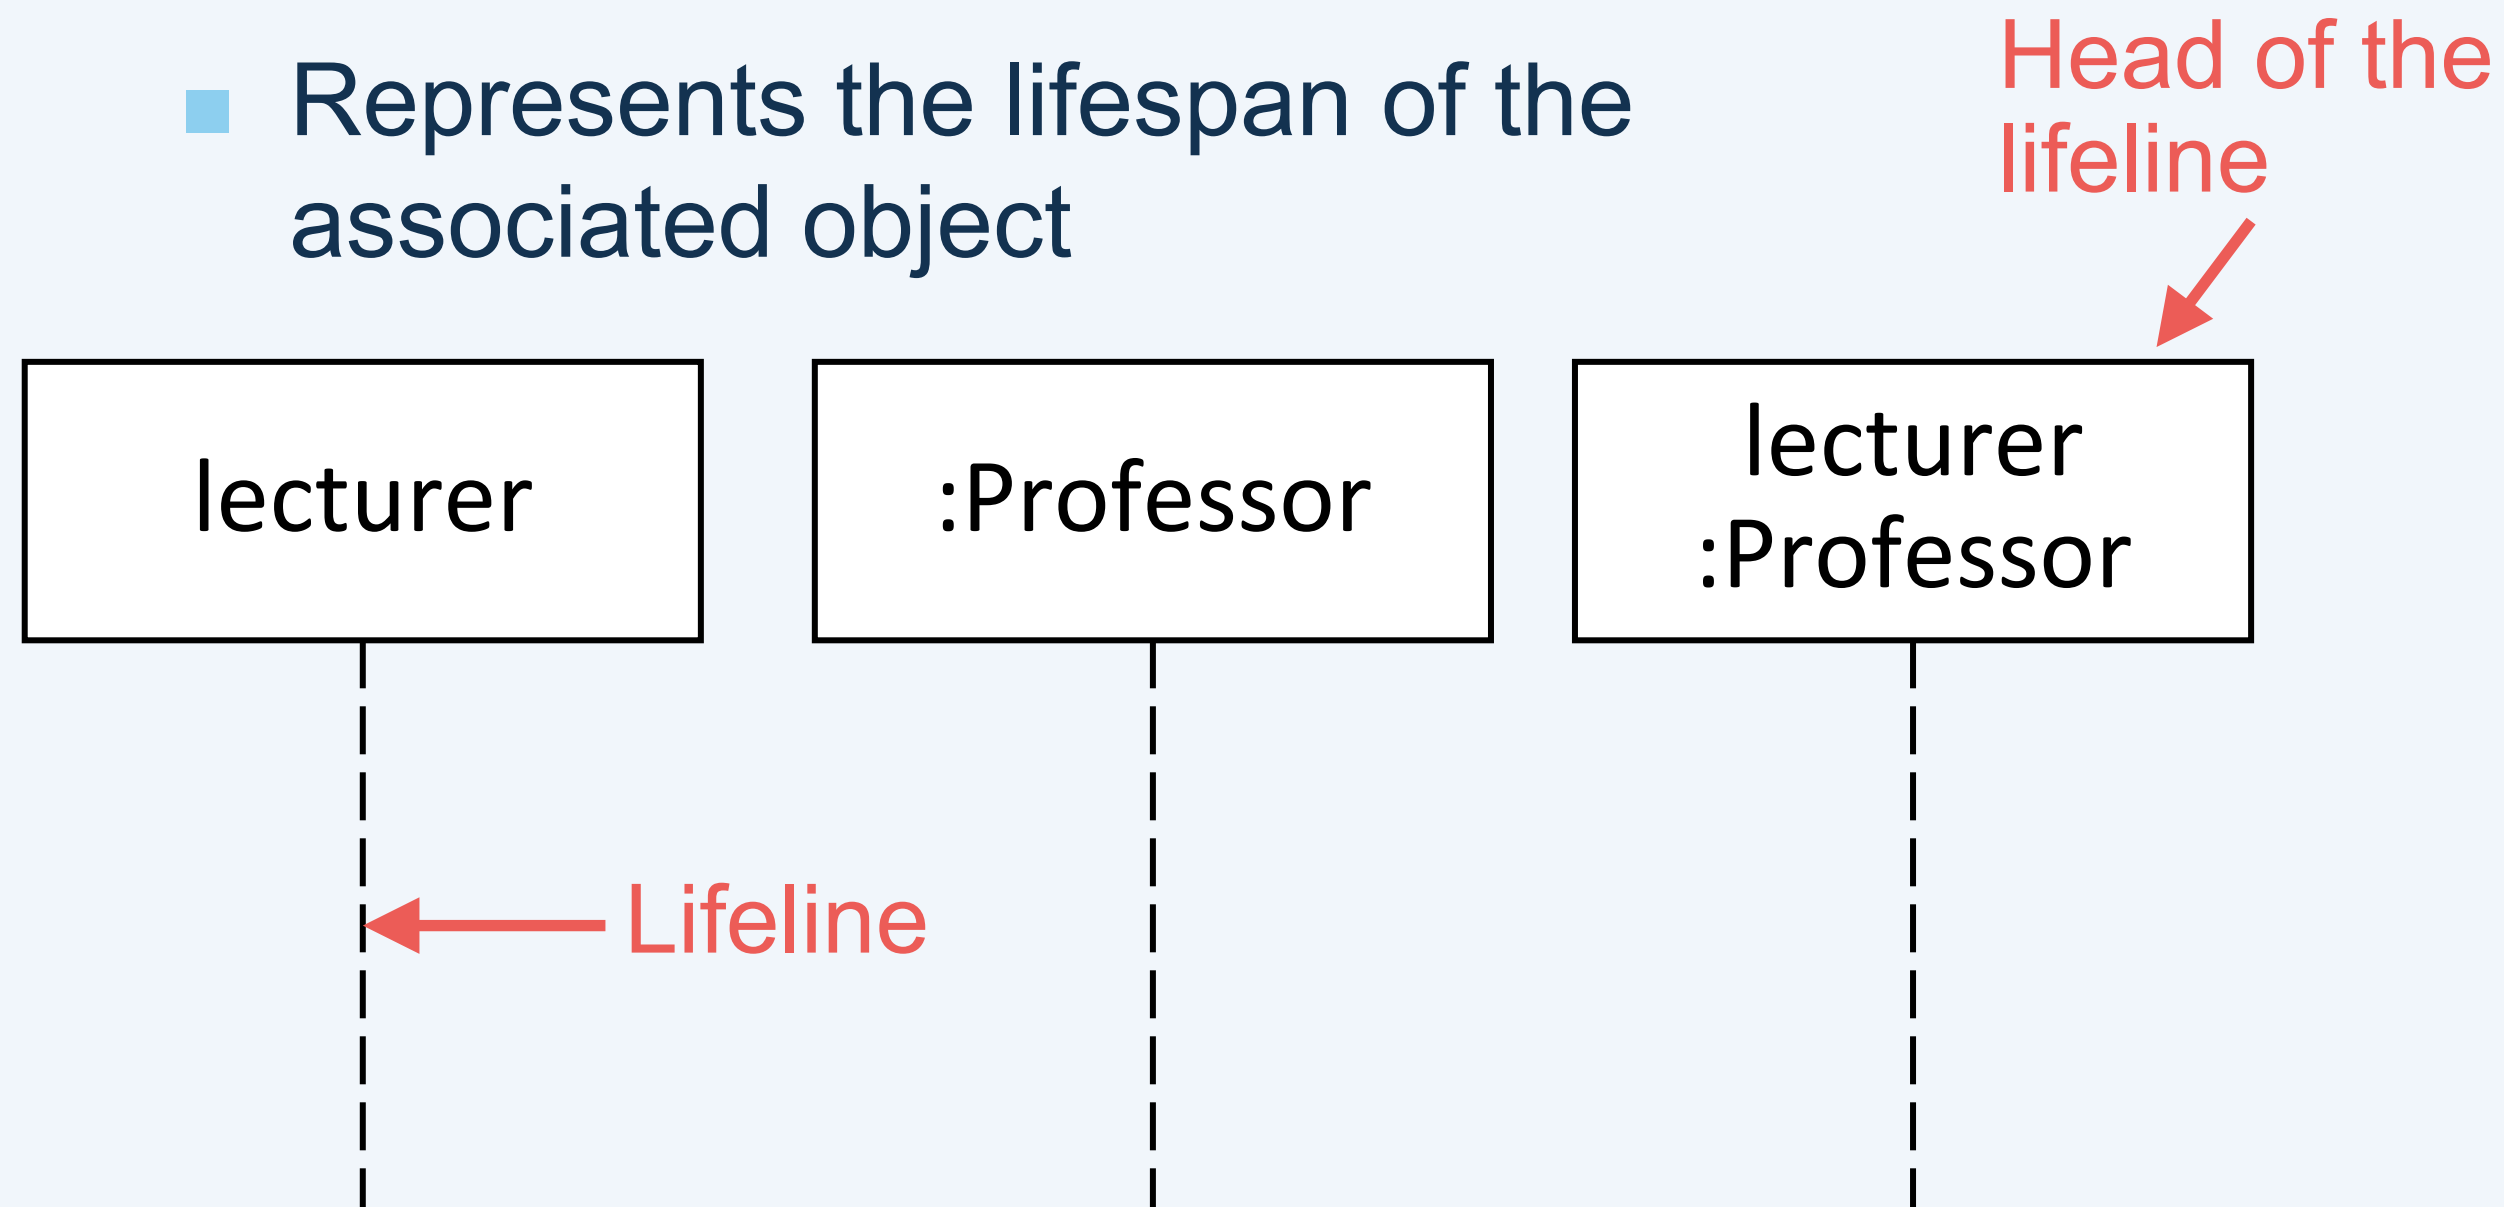 Represents the lifespan of the
associated object
Head of the
lifeline
lecturer
:Professor
lecturer
:Professor
Lifeline